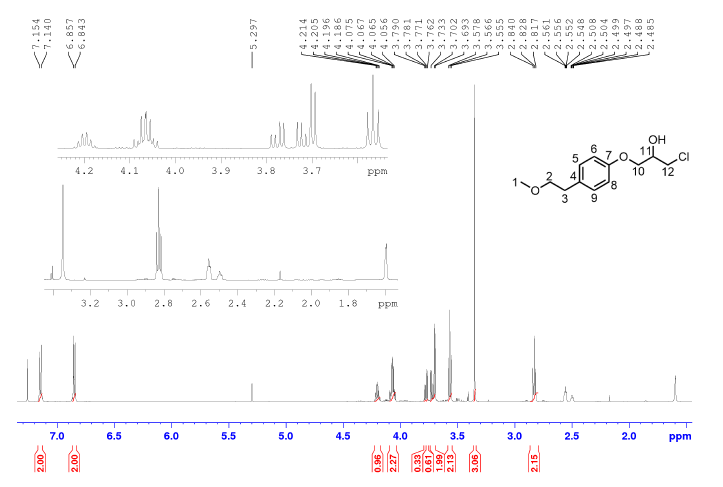 7.154 7.140 6.857 6.843 5.297 4.214 4.205 4.196 4.186 4.075 4.067 4.065 4.056 3.790 3.781 3.771 3.762 3.733 3.702 3.693 3.578 3.566 3.555 2.840 2.828 2.817 2.561 2.556 2.552 2.548 2.508 2.504 2.499 2.497 2.488 2.485
4.2 4.1 4.0 3.9 3.8 3.7 ppm
OH
6 11
5 7 O Cl
4 10 12
1 2 8
O 3 9
3.2 3.0 2.8 2.6 2.4 2.2 2.0 1.8 ppm
7.0 6.5 6.0 5.5 5.0 4.5 4.0 3.5 3.0 2.5 2.0 ppm
2.00 2.00 0.96 2.27 0.33 0.61 1.99 2.13 3.06 2.15